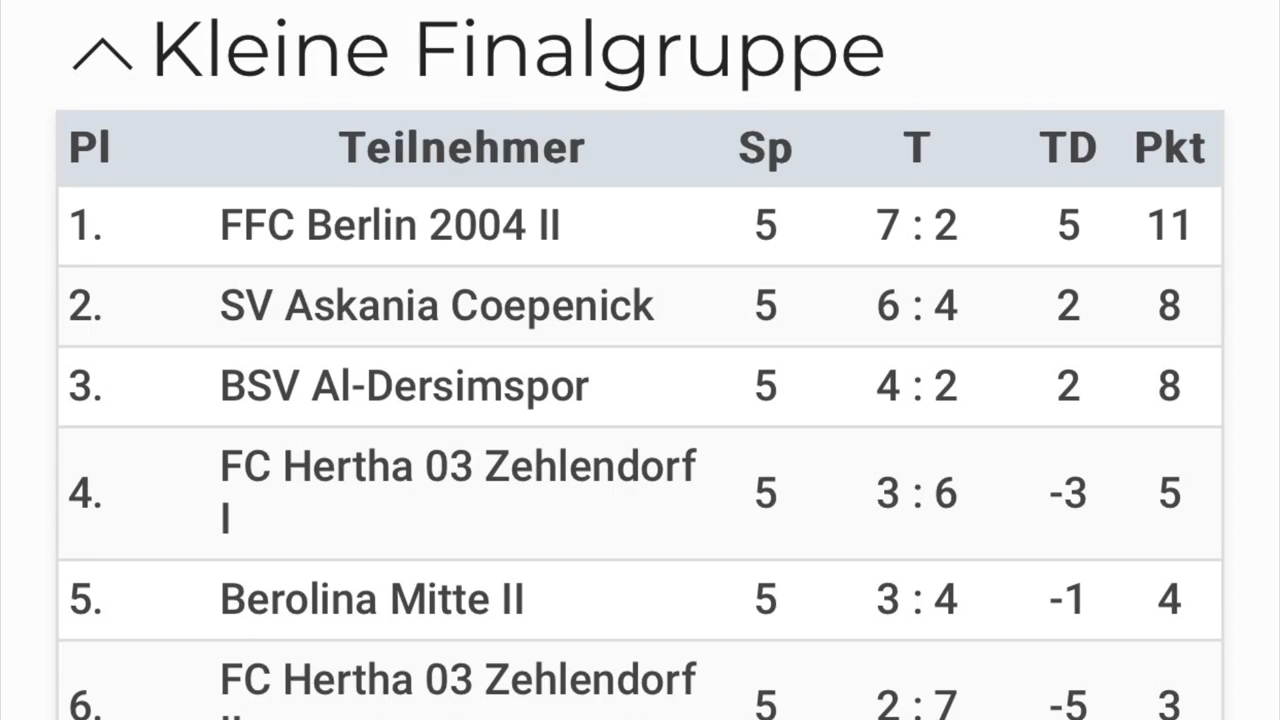 Kleine Finalgruppe
Pl Teilnehmer Sp T TD Pkt
1. FFC Berlin 2004 II 5 7 : 2 5 11
2. SV Askania Coepenick 5 6 : 4 2 8
3. BSV Al-Dersimspor 5 4 : 2 2 8
4. FC Hertha 03 Zehlendorf 5 3 : 6 -3 5
I
5. Berolina Mitte II 5 3 : 4 -1 4
6. FC Hertha 03 Zehlendorf 5 2 : 7 -5 3